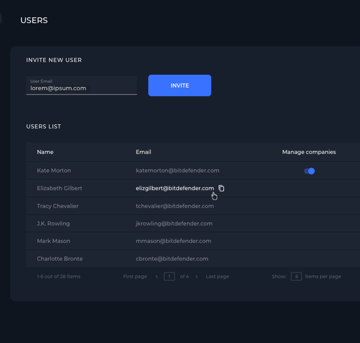 USERS
INVITE NEW USER
User Email
lorem@ipsum.com
INVITE
USERS LIST
Name Email Manage companies
Kate Morton katemorton@bitdefender.com
Elizabeth Gilbert elizgilbert@bitdefender.com
Tracy Chevalier tchevalier@bitdefender.com
J.K. Rowling jkrowling@bitdefender.com
Mark Mason mmason@bitdefender.com
Charlotte Bronte cbronte@bitdefender.com
1-6 out of 26 items First page 1 of 4 Last page Show: 6 items per page